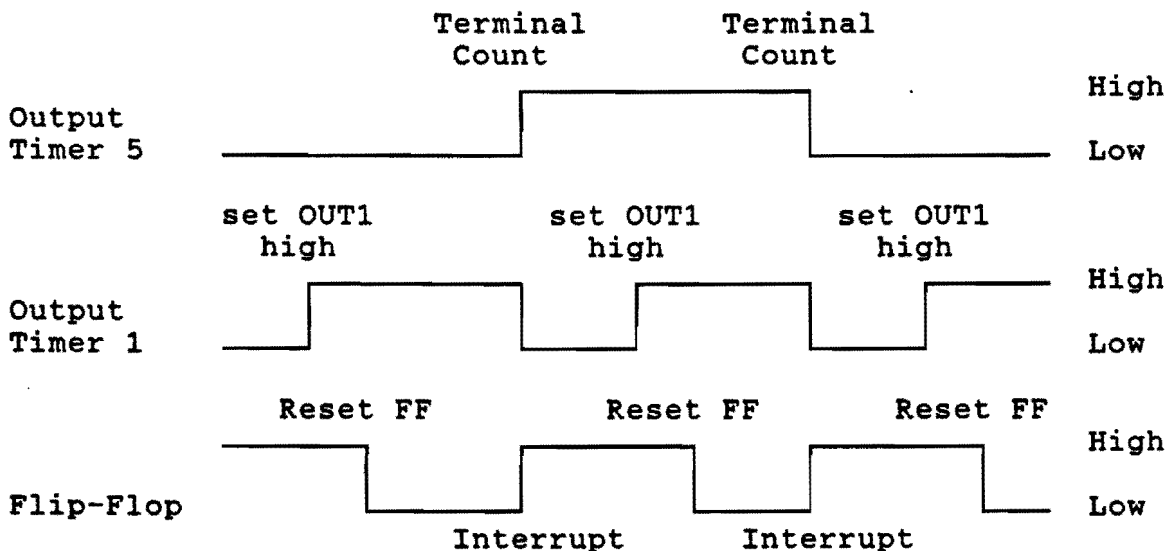 Terminal Terminal
Count Count
High
Output
Timer 5 Low
set OUT1 set OUT1 set OUT1
high high high
High
Output
Timer 1 Low
Reset FF Reset FF Reset FF
High
Flip-Flop Low
Interrupt Interrupt